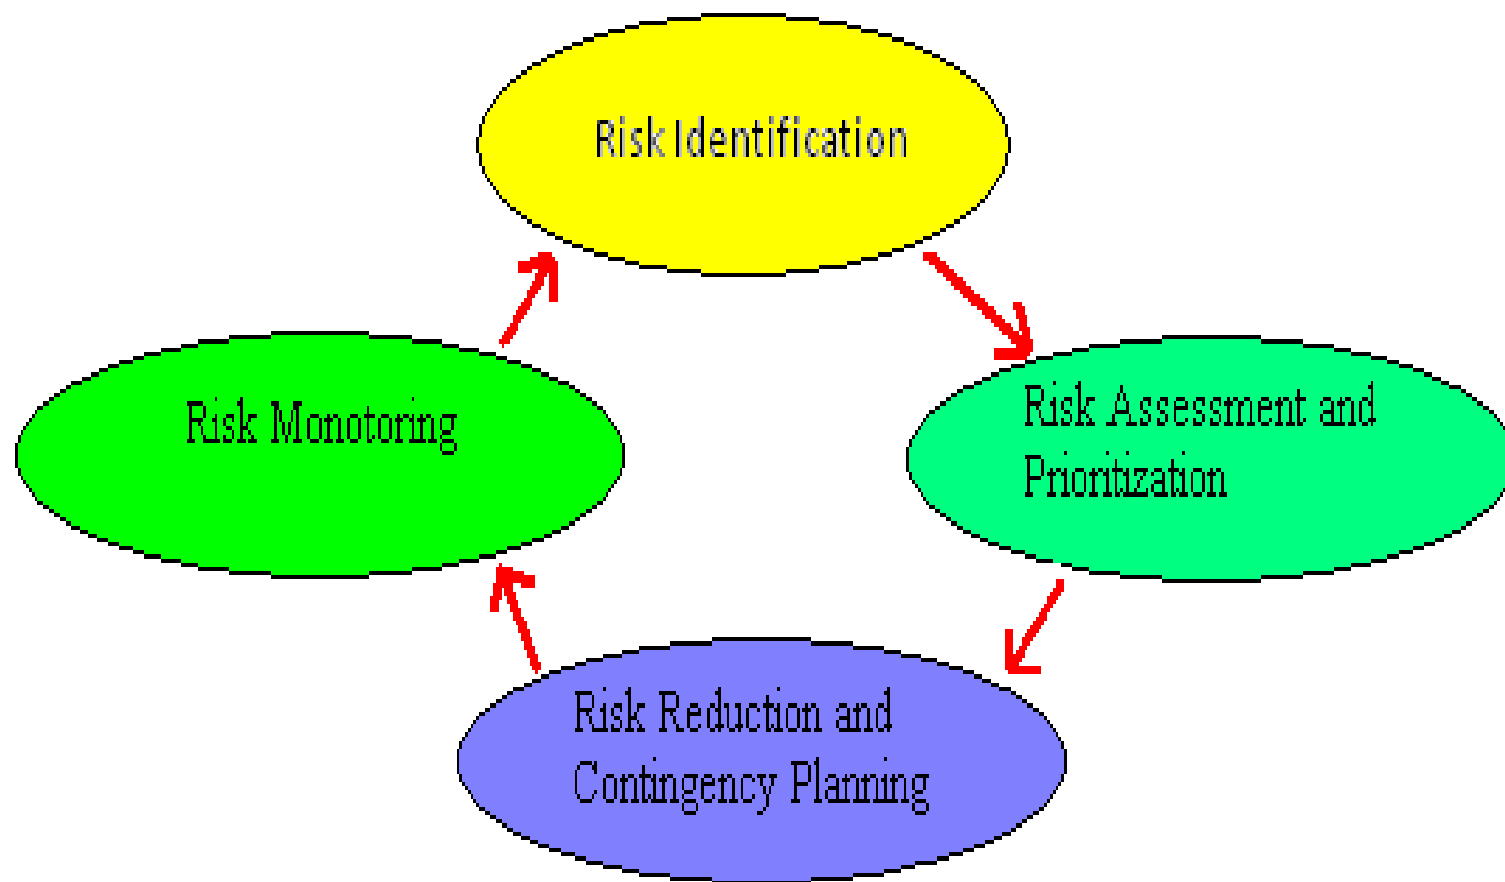 Risk Identification
Risk Monotoring
Risk Assessment and
Prioritization
Risk Reduction and
Contingency Planning